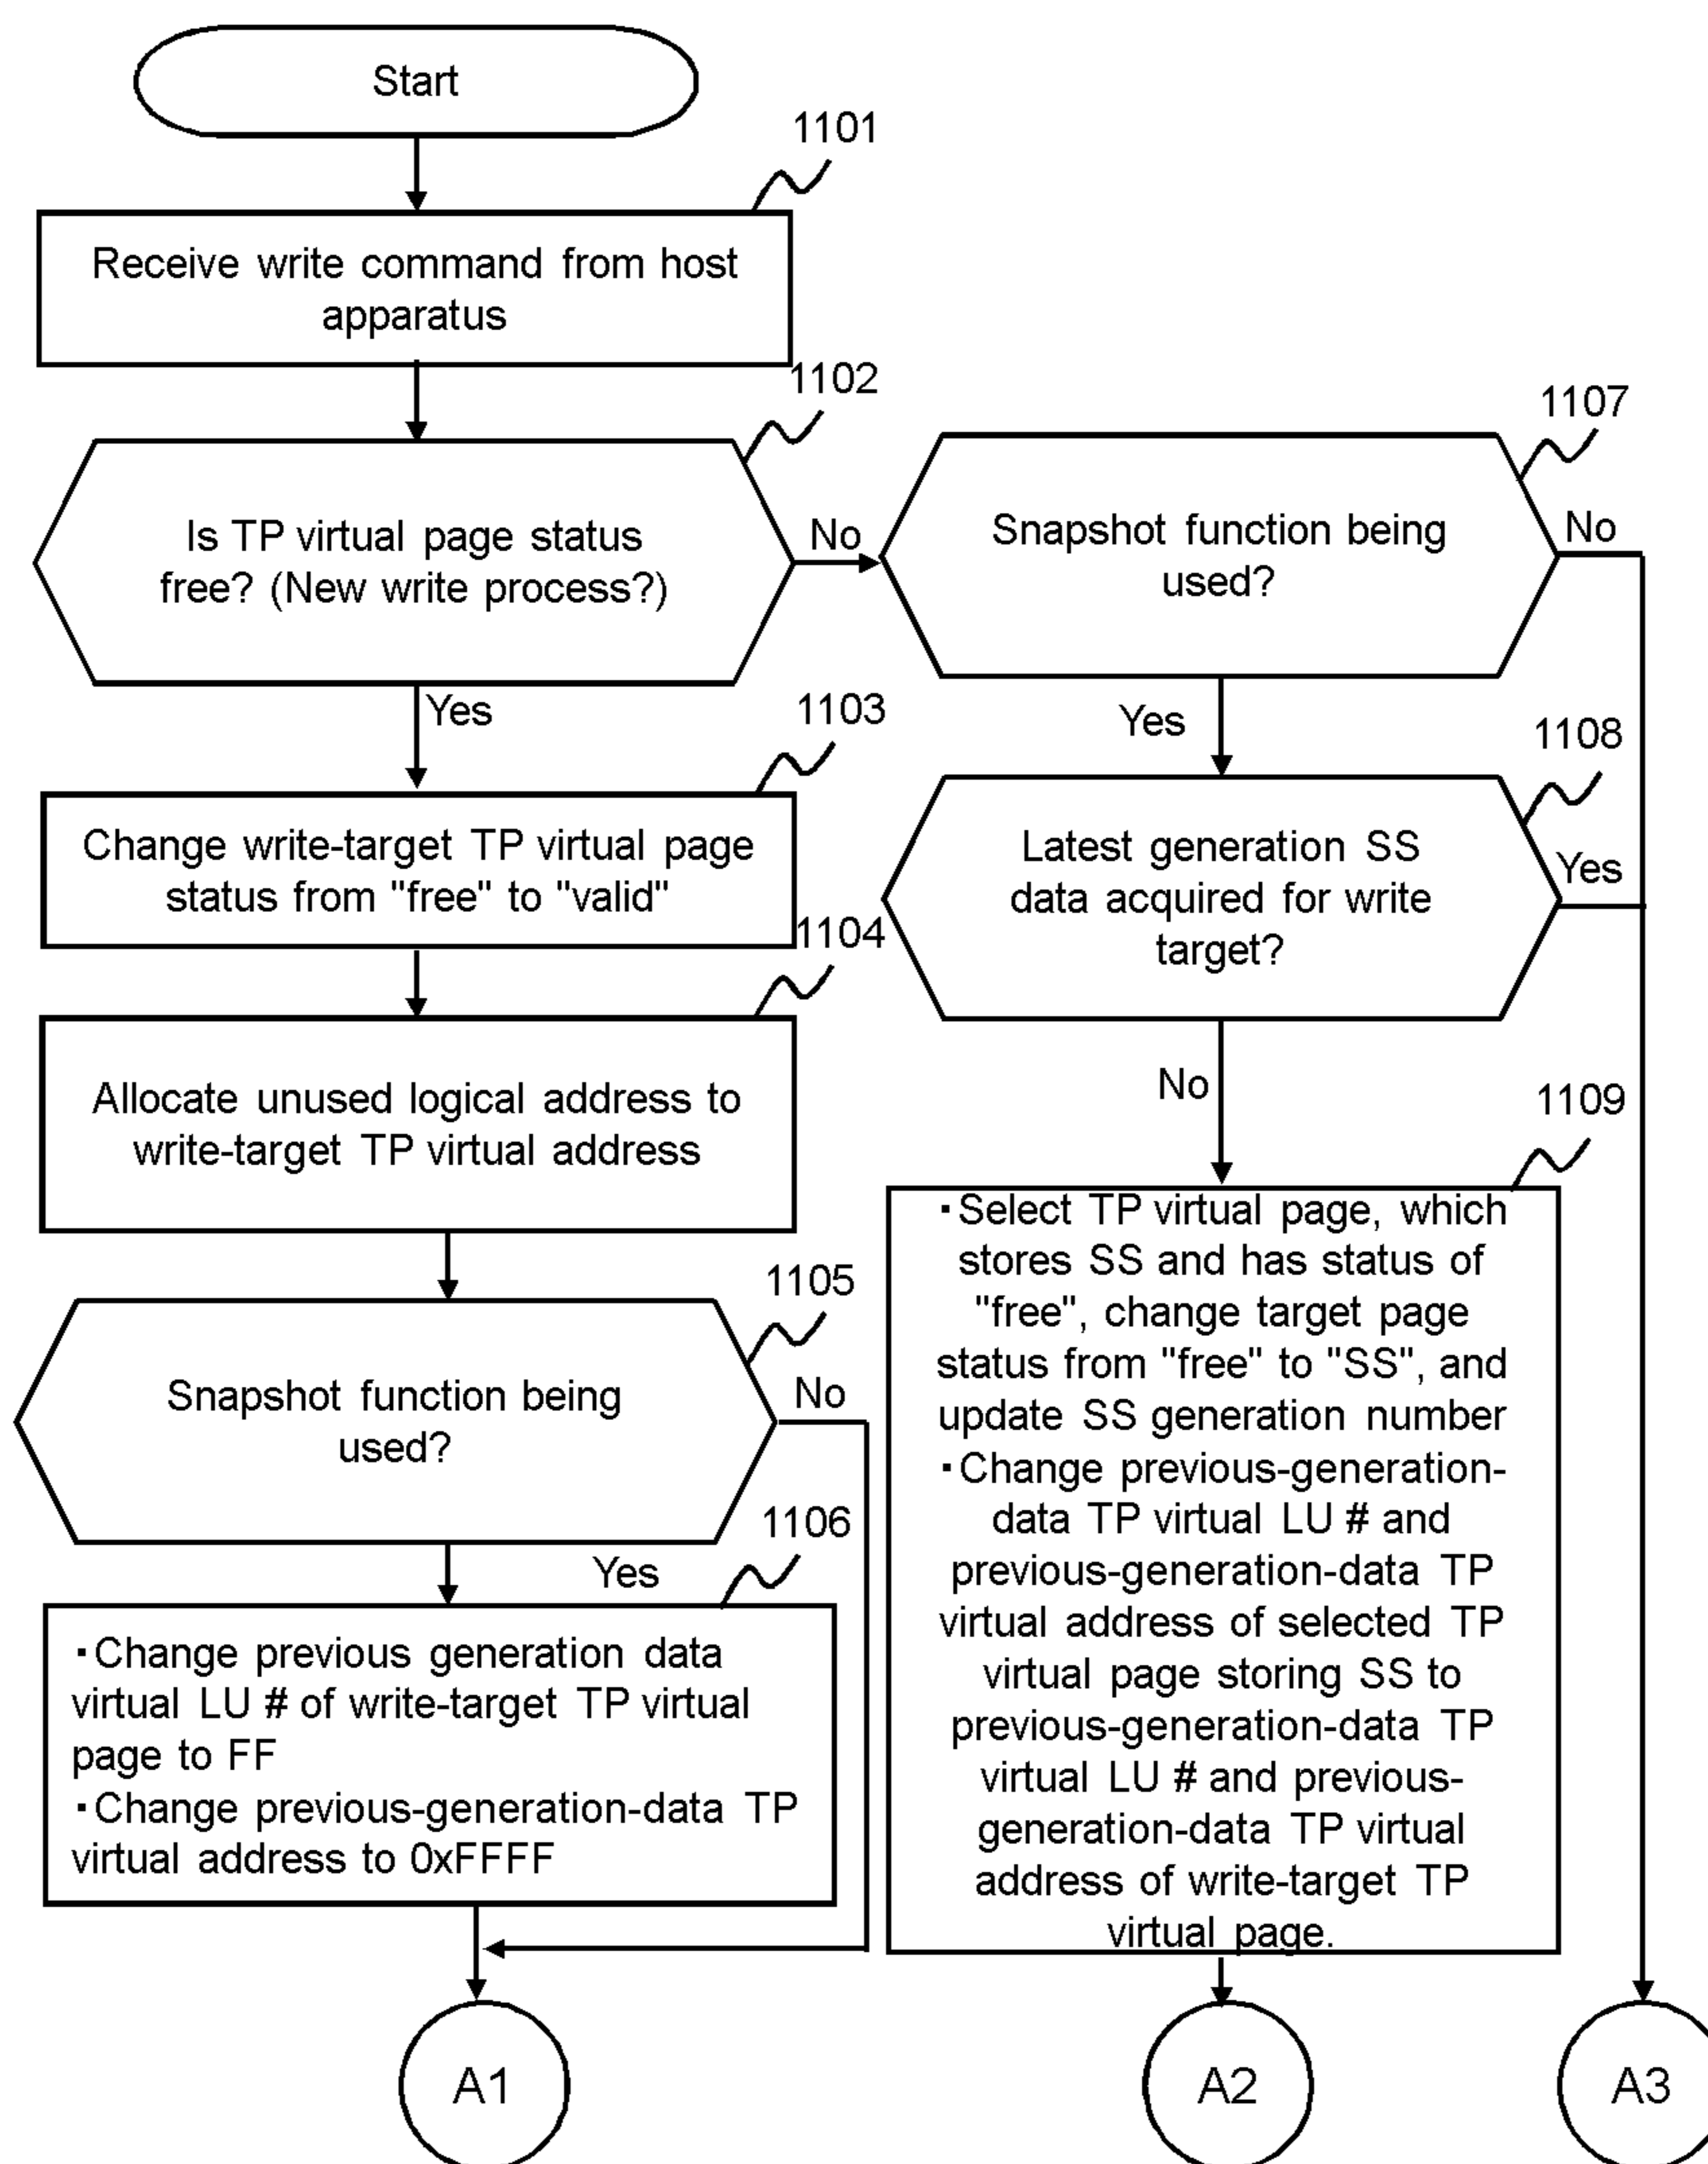 Start
1101
Receive write command from host
apparatus
1102
Is TP virtual page status
free? (New write process?)
No
Yes
1103
Change write-target TP virtual page
status from "free" to "valid"
1104
Allocate unused logical address to
write-target TP virtual address
1105
Snapshot function being
used?
No
Yes
1106
・Change previous generation data
virtual LU # of write-target TP virtual
page to FF
・Change previous-generation-data TP
virtual address to 0xFFFF
A1
1107
Snapshot function being
used?
No
Yes
1108
Latest generation SS
data acquired for write
target?
Yes
No
1109
・Select TP virtual page, which
stores SS and has status of
"free", change target page
status from "free" to "SS", and
update SS generation number
・Change previous-generation-
data TP virtual LU # and
previous-generation-data TP
virtual address of selected TP
virtual page storing SS to
previous-generation-data TP
virtual LU # and previous-
generation-data TP virtual
address of write-target TP
virtual page.
A2
A3